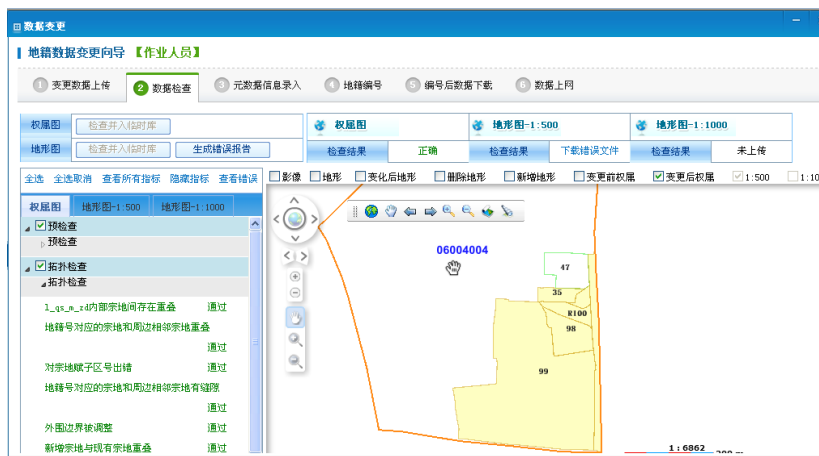 数据变更
地籍数据变更向导 【作业人员】
1 变更数据上传 2 数据检查 3 元数据信息录入 4 地籍编号 5 编号后数据下载 6 数据上网
权属图 检查并入临时库
地形图 检查并入临时库 生成错误报告
权属图 地形图-1:500 地形图-1:1000
检查结果 正确 检查结果 下载错误文件 检查结果 未上传
全选 全选取消 查看所有指标 隐藏指标 查看错误
影像 地形 变化后地形 删除地形 新增地形 变更前权属 变更后权属 1:500 1:10
权属图 地形图-1:500 地形图-1:1000
预检查
预检查
拓扑检查
拓扑检查
l_qs_m_zd内部宗地间存在重叠 通过
地籍号对应的宗地和周边相邻宗地重叠
通过
对宗地赋子区号出错 通过
地籍号对应的宗地和周边相邻宗地有缝隙
通过
外围边界被调整 通过
新增宗地与现有宗地重叠 通过
06004004
47
35
R100
98
99
1 : 6862
200 m